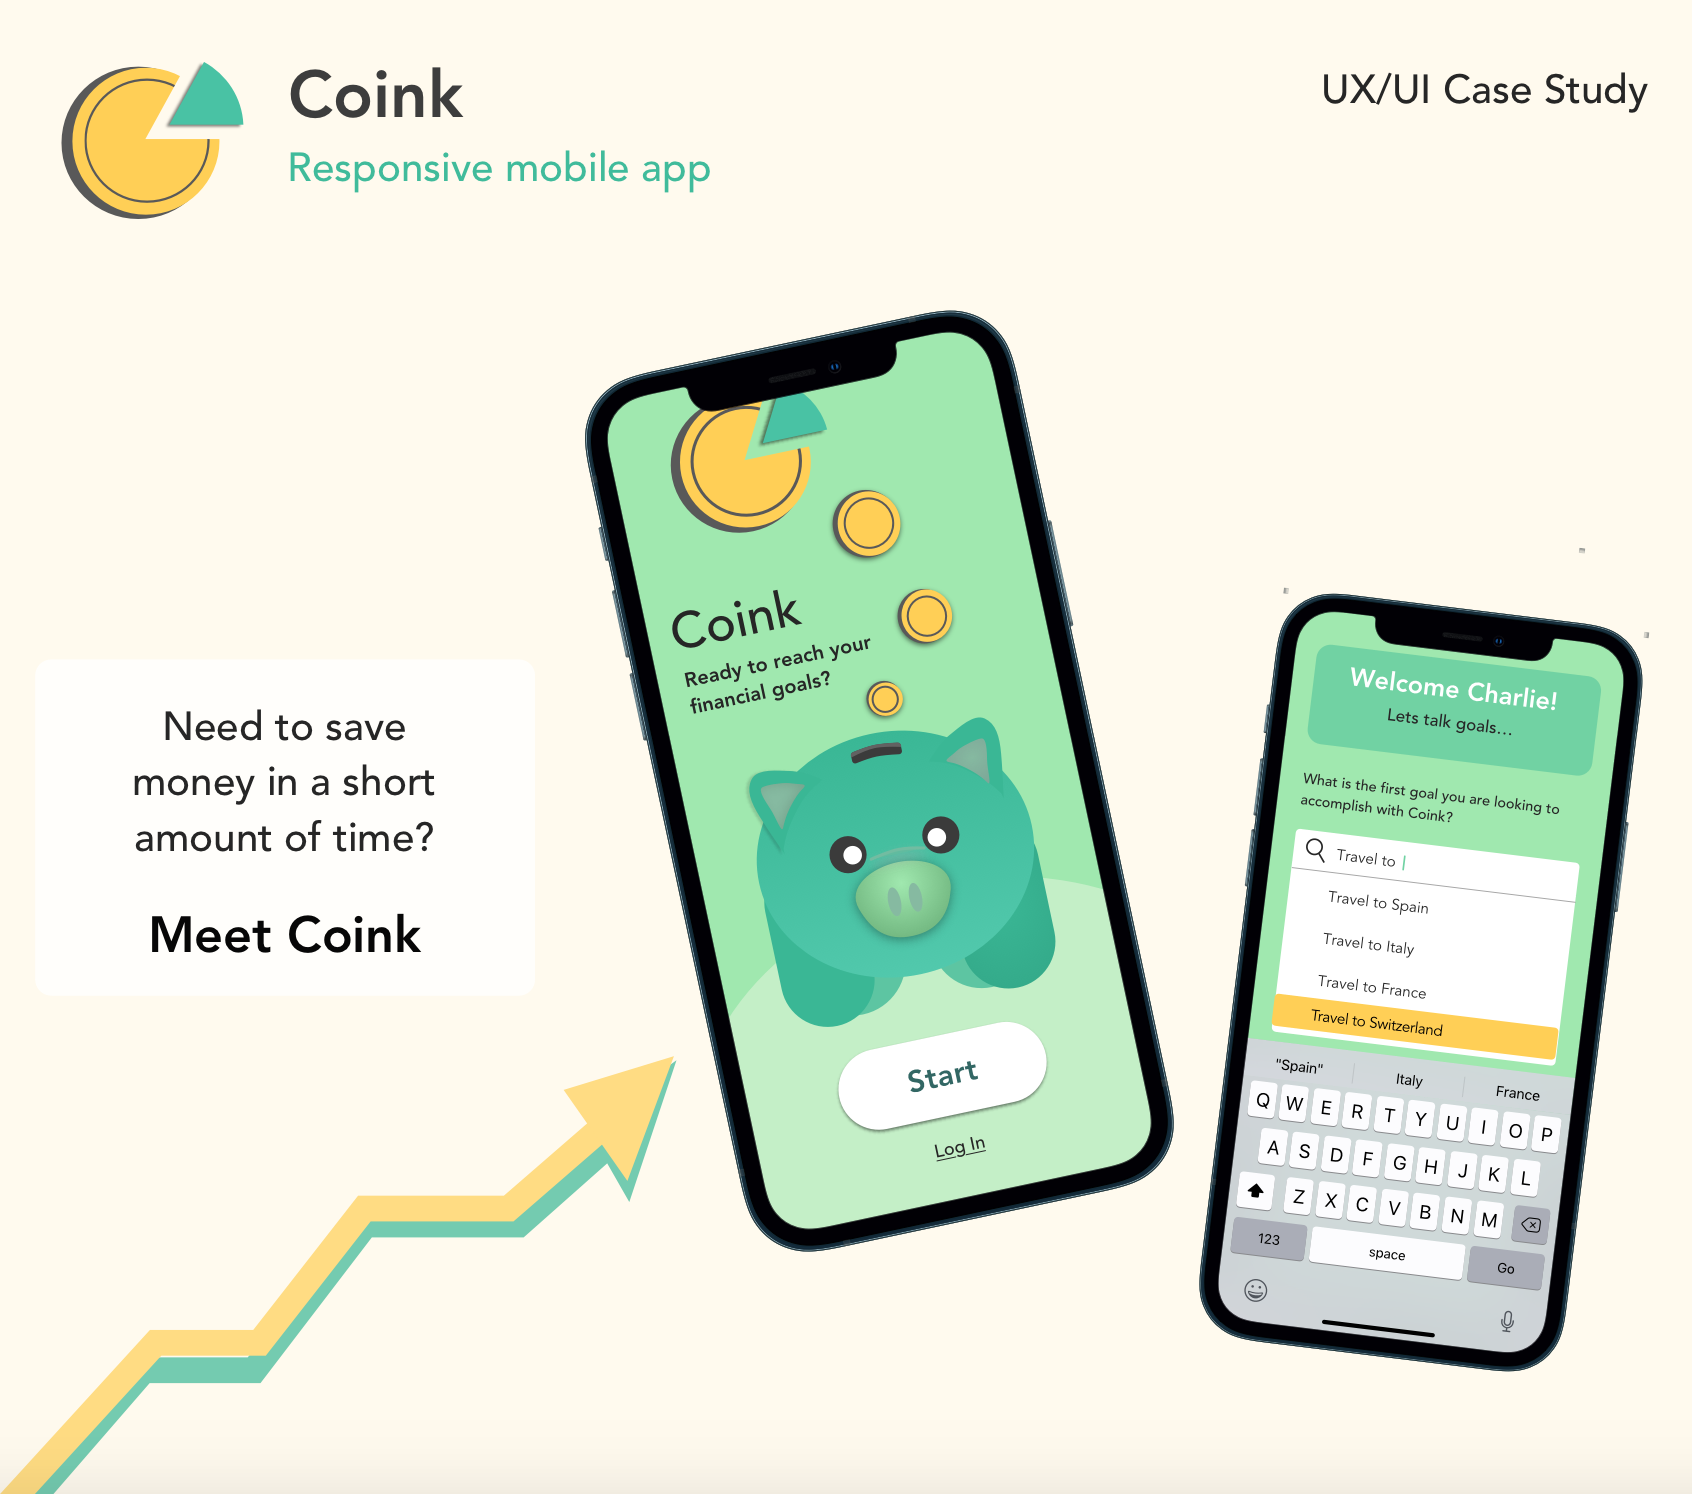 Coink
Responsive mobile app
UX/UI Case Study
Need to save
money in a short
amount of time?
Meet Coink
Coink
Ready to reach your
financial goals?
Start
Log In
Welcome Charlie!
Lets talk goals...
What is the first goal you are looking to
accomplish with Coink?
Travel to
Travel to Spain
Travel to Italy
Travel to France
Travel to Switzerland
"Spain" Italy France
Q W E R T Y U I O P
A S D F G H J K L
Z X C V B N M
123 space Go